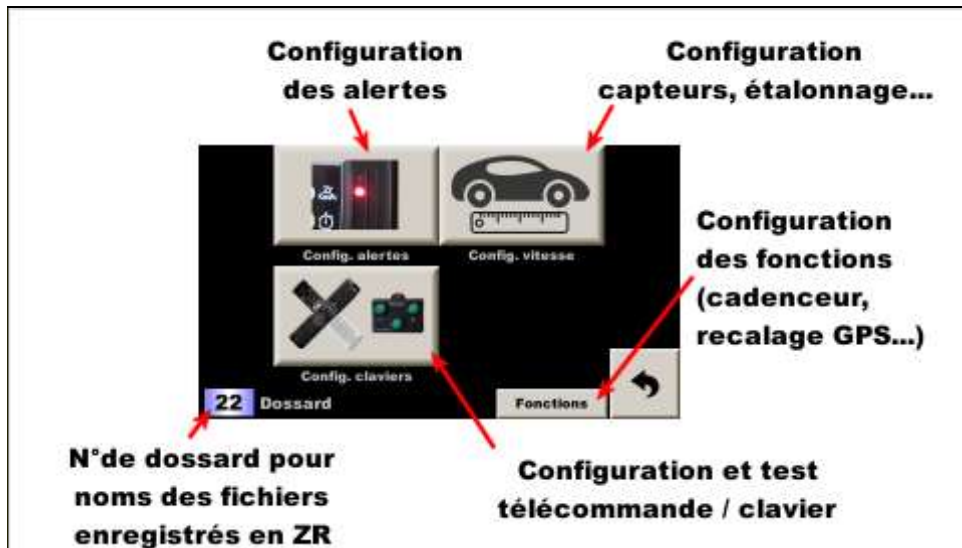 Configuration
des alertes
Configuration
capteurs, étalonnage...
Config. alertes
Config. vitesse
Configuration
des fonctions
(cadenceur,
recalage GPS...)
Config. claviers
22 Dossard
Fonctions
N°de dossard pour
noms des fichiers
enregistrés en ZR
Configuration et test
télécommande / clavier